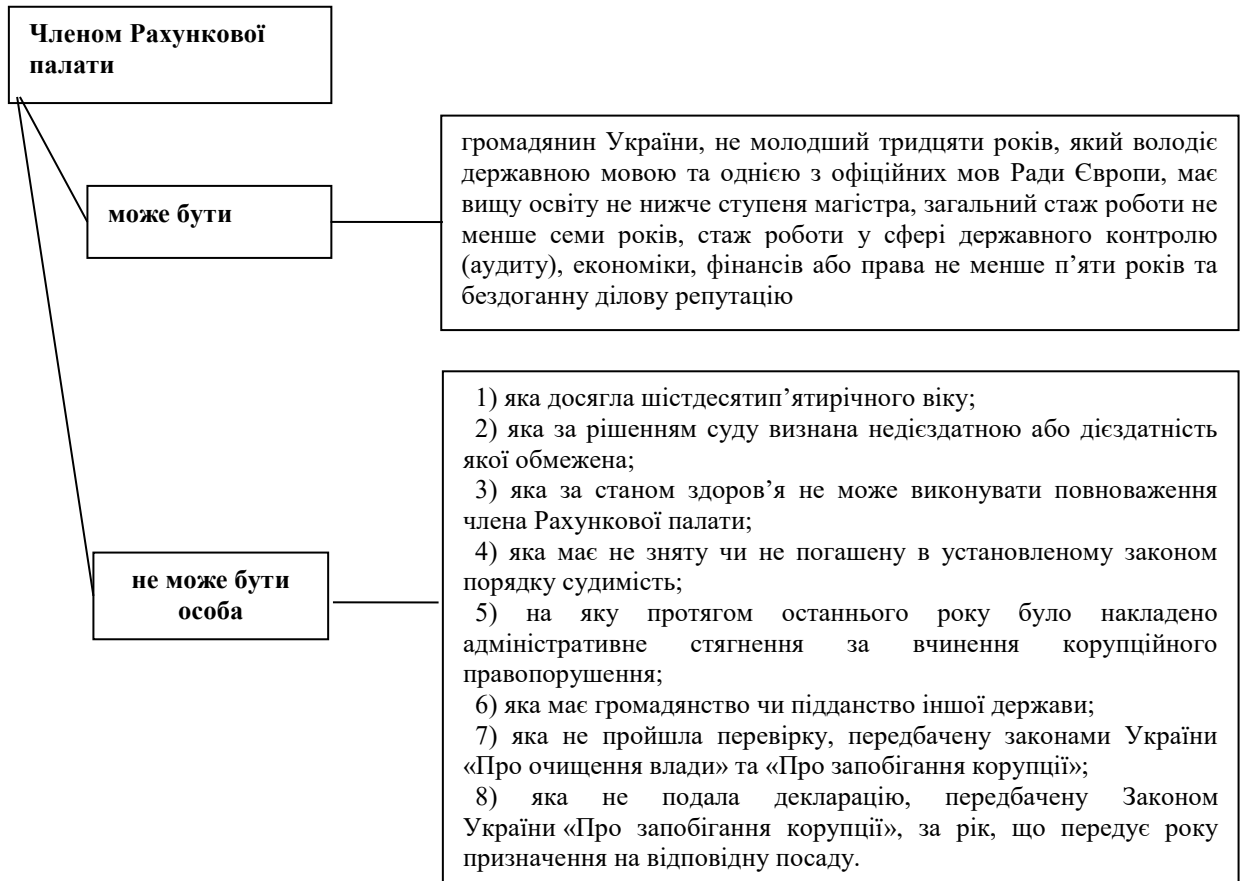 Членом Рахункової
палати
може бути
громадянин України, не молодший тридцяти років, який володіє
державною мовою та однією з офіційних мов Ради Європи, має
вищу освіту не нижче ступеня магістра, загальний стаж роботи не
менше семи років, стаж роботи у сфері державного контролю
(аудиту), економіки, фінансів або права не менше п’яти років та
бездоганну ділову репутацію
не може бути
особа
1) яка досягла шістдесятип’ятирічного віку;
2) яка за рішенням суду визнана недієздатною або дієздатність
якої обмежена;
3) яка за станом здоров’я не може виконувати повноваження
члена Рахункової палати;
4) яка має не зняту чи не погашену в установленому законом
порядку судимість;
5) на яку протягом останнього року було накладено
адміністративне стягнення за вчинення корупційного
правопорушення;
6) яка має громадянство чи підданство іншої держави;
7) яка не пройшла перевірку, передбачену законами України
«Про очищення влади» та «Про запобігання корупції»;
8) яка не подала декларацію, передбачену Законом
України «Про запобігання корупції», за рік, що передує року
призначення на відповідну посаду.